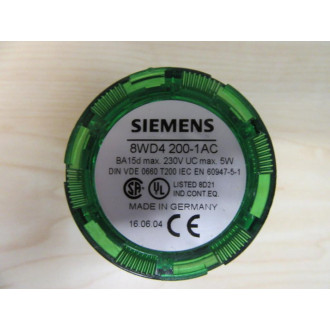 SIEMENS
8WD4 200-1AC
BA15d max. 230V UC max. 5W
DIN VDE 0660 T200 IEC EN 60947-5-1
UL LISTED 8D21
IND.CONT.EQ.
MADE IN GERMANY
16.06.04 CE